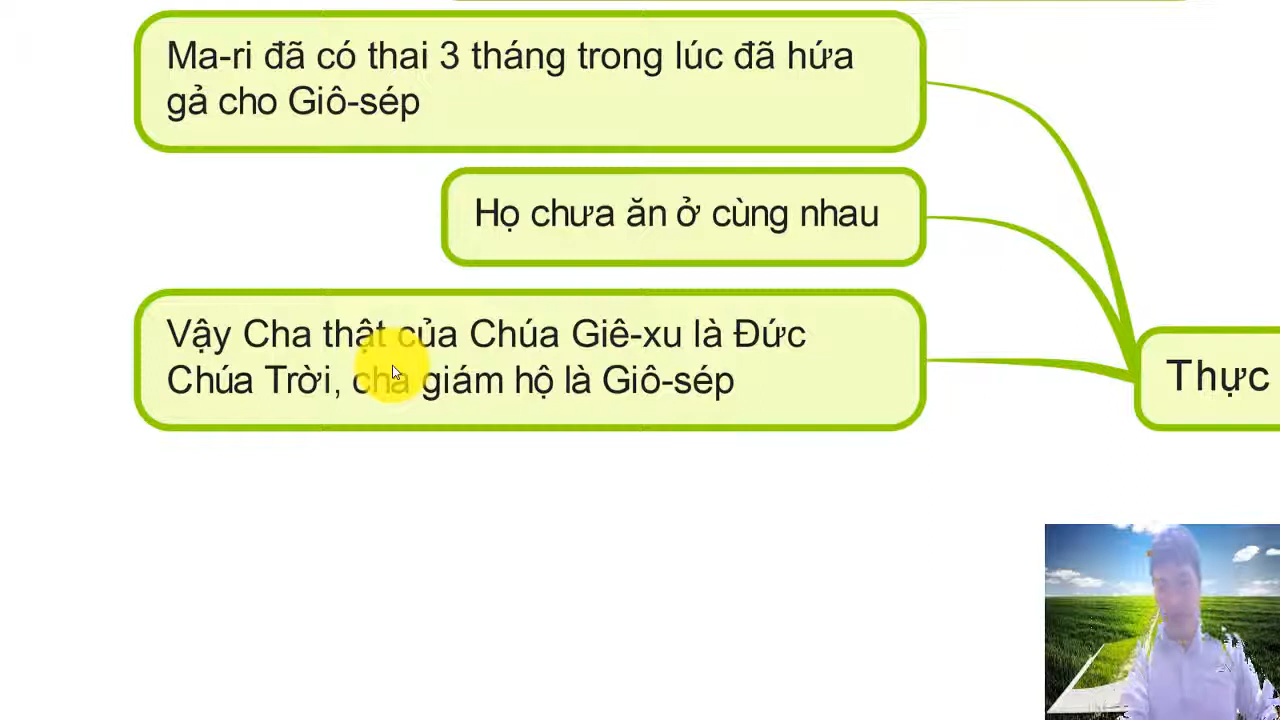 Ma-ri đã có thai 3 tháng trong lúc đã hứa
gả cho Giô-sép
Họ chưa ăn ở cùng nhau
Vậy Cha thật của Chúa Giê-xu là Đức
Chúa Trời, cha giám hộ là Giô-sép
Thực